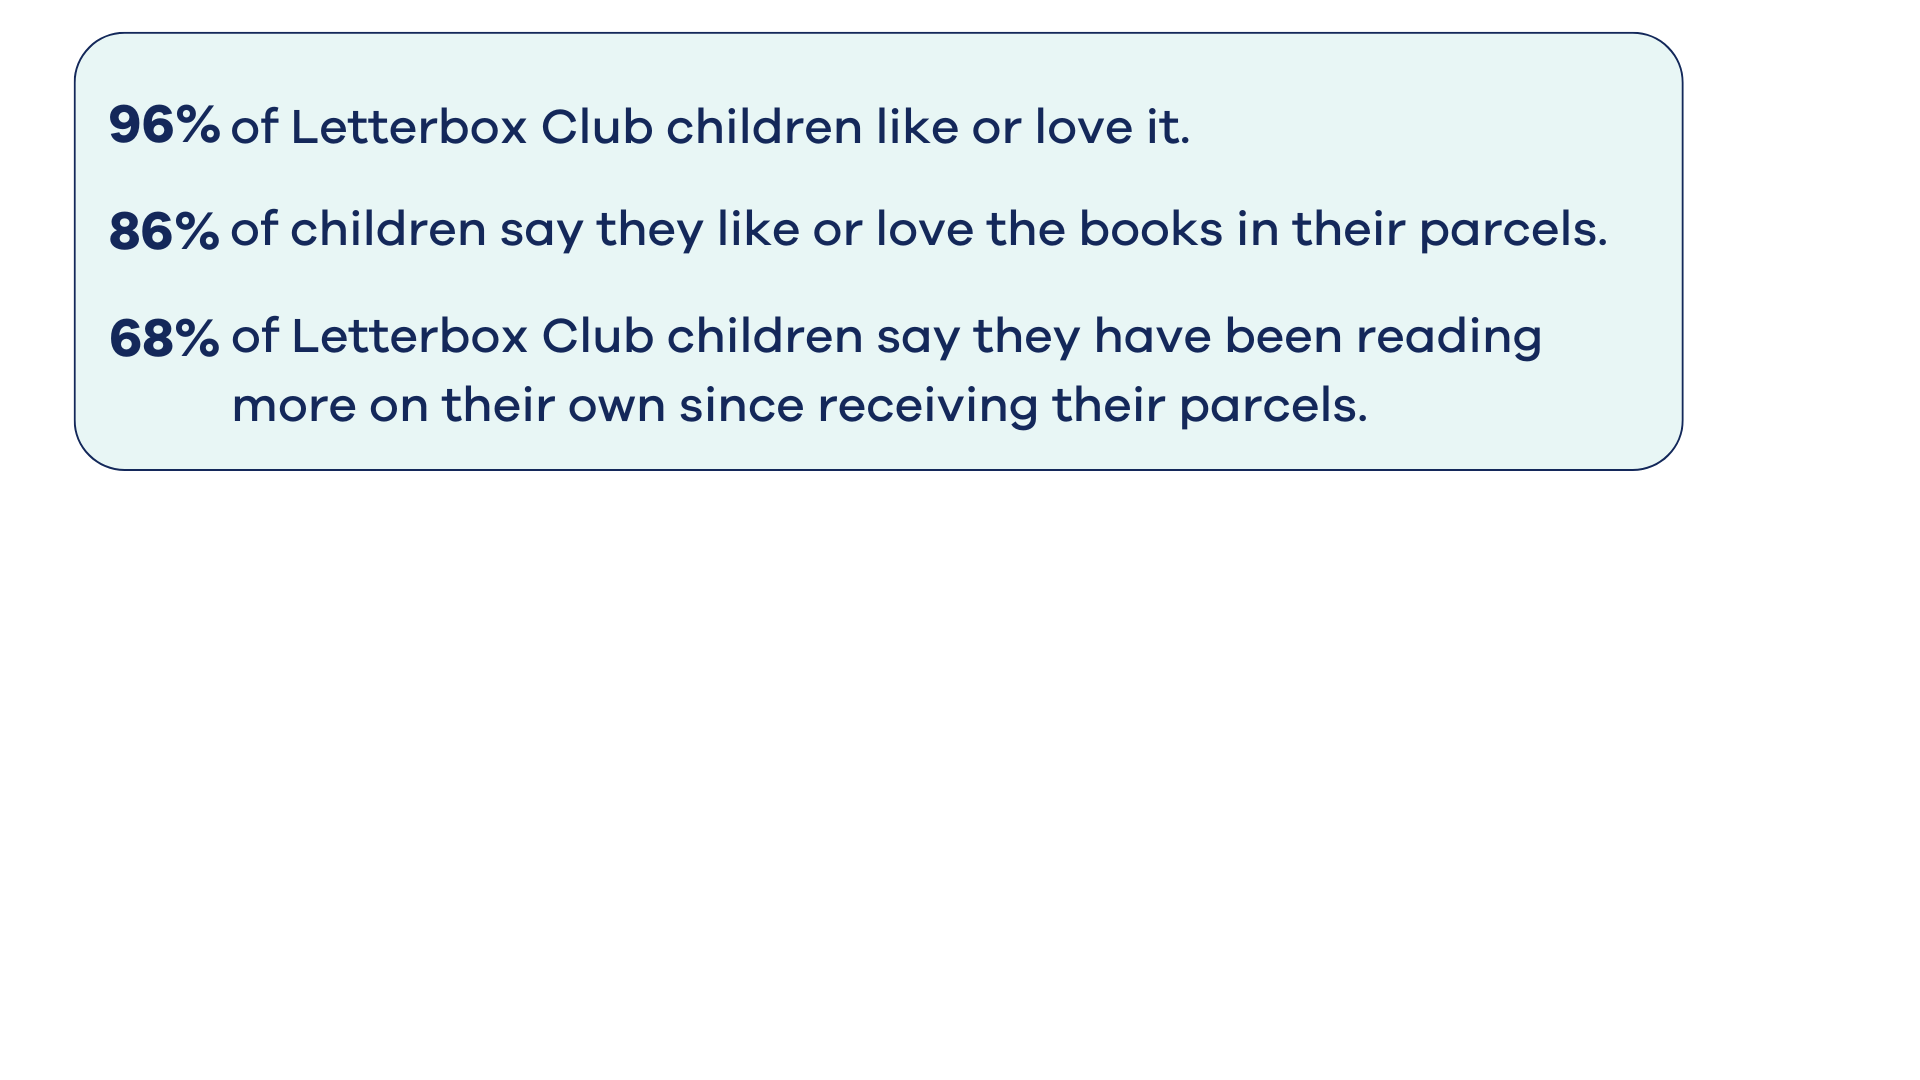 96% of Letterbox Club children like or love it.
86% of children say they like or love the books in their parcels.
68% of Letterbox Club children say they have been reading
more on their own since receiving their parcels.